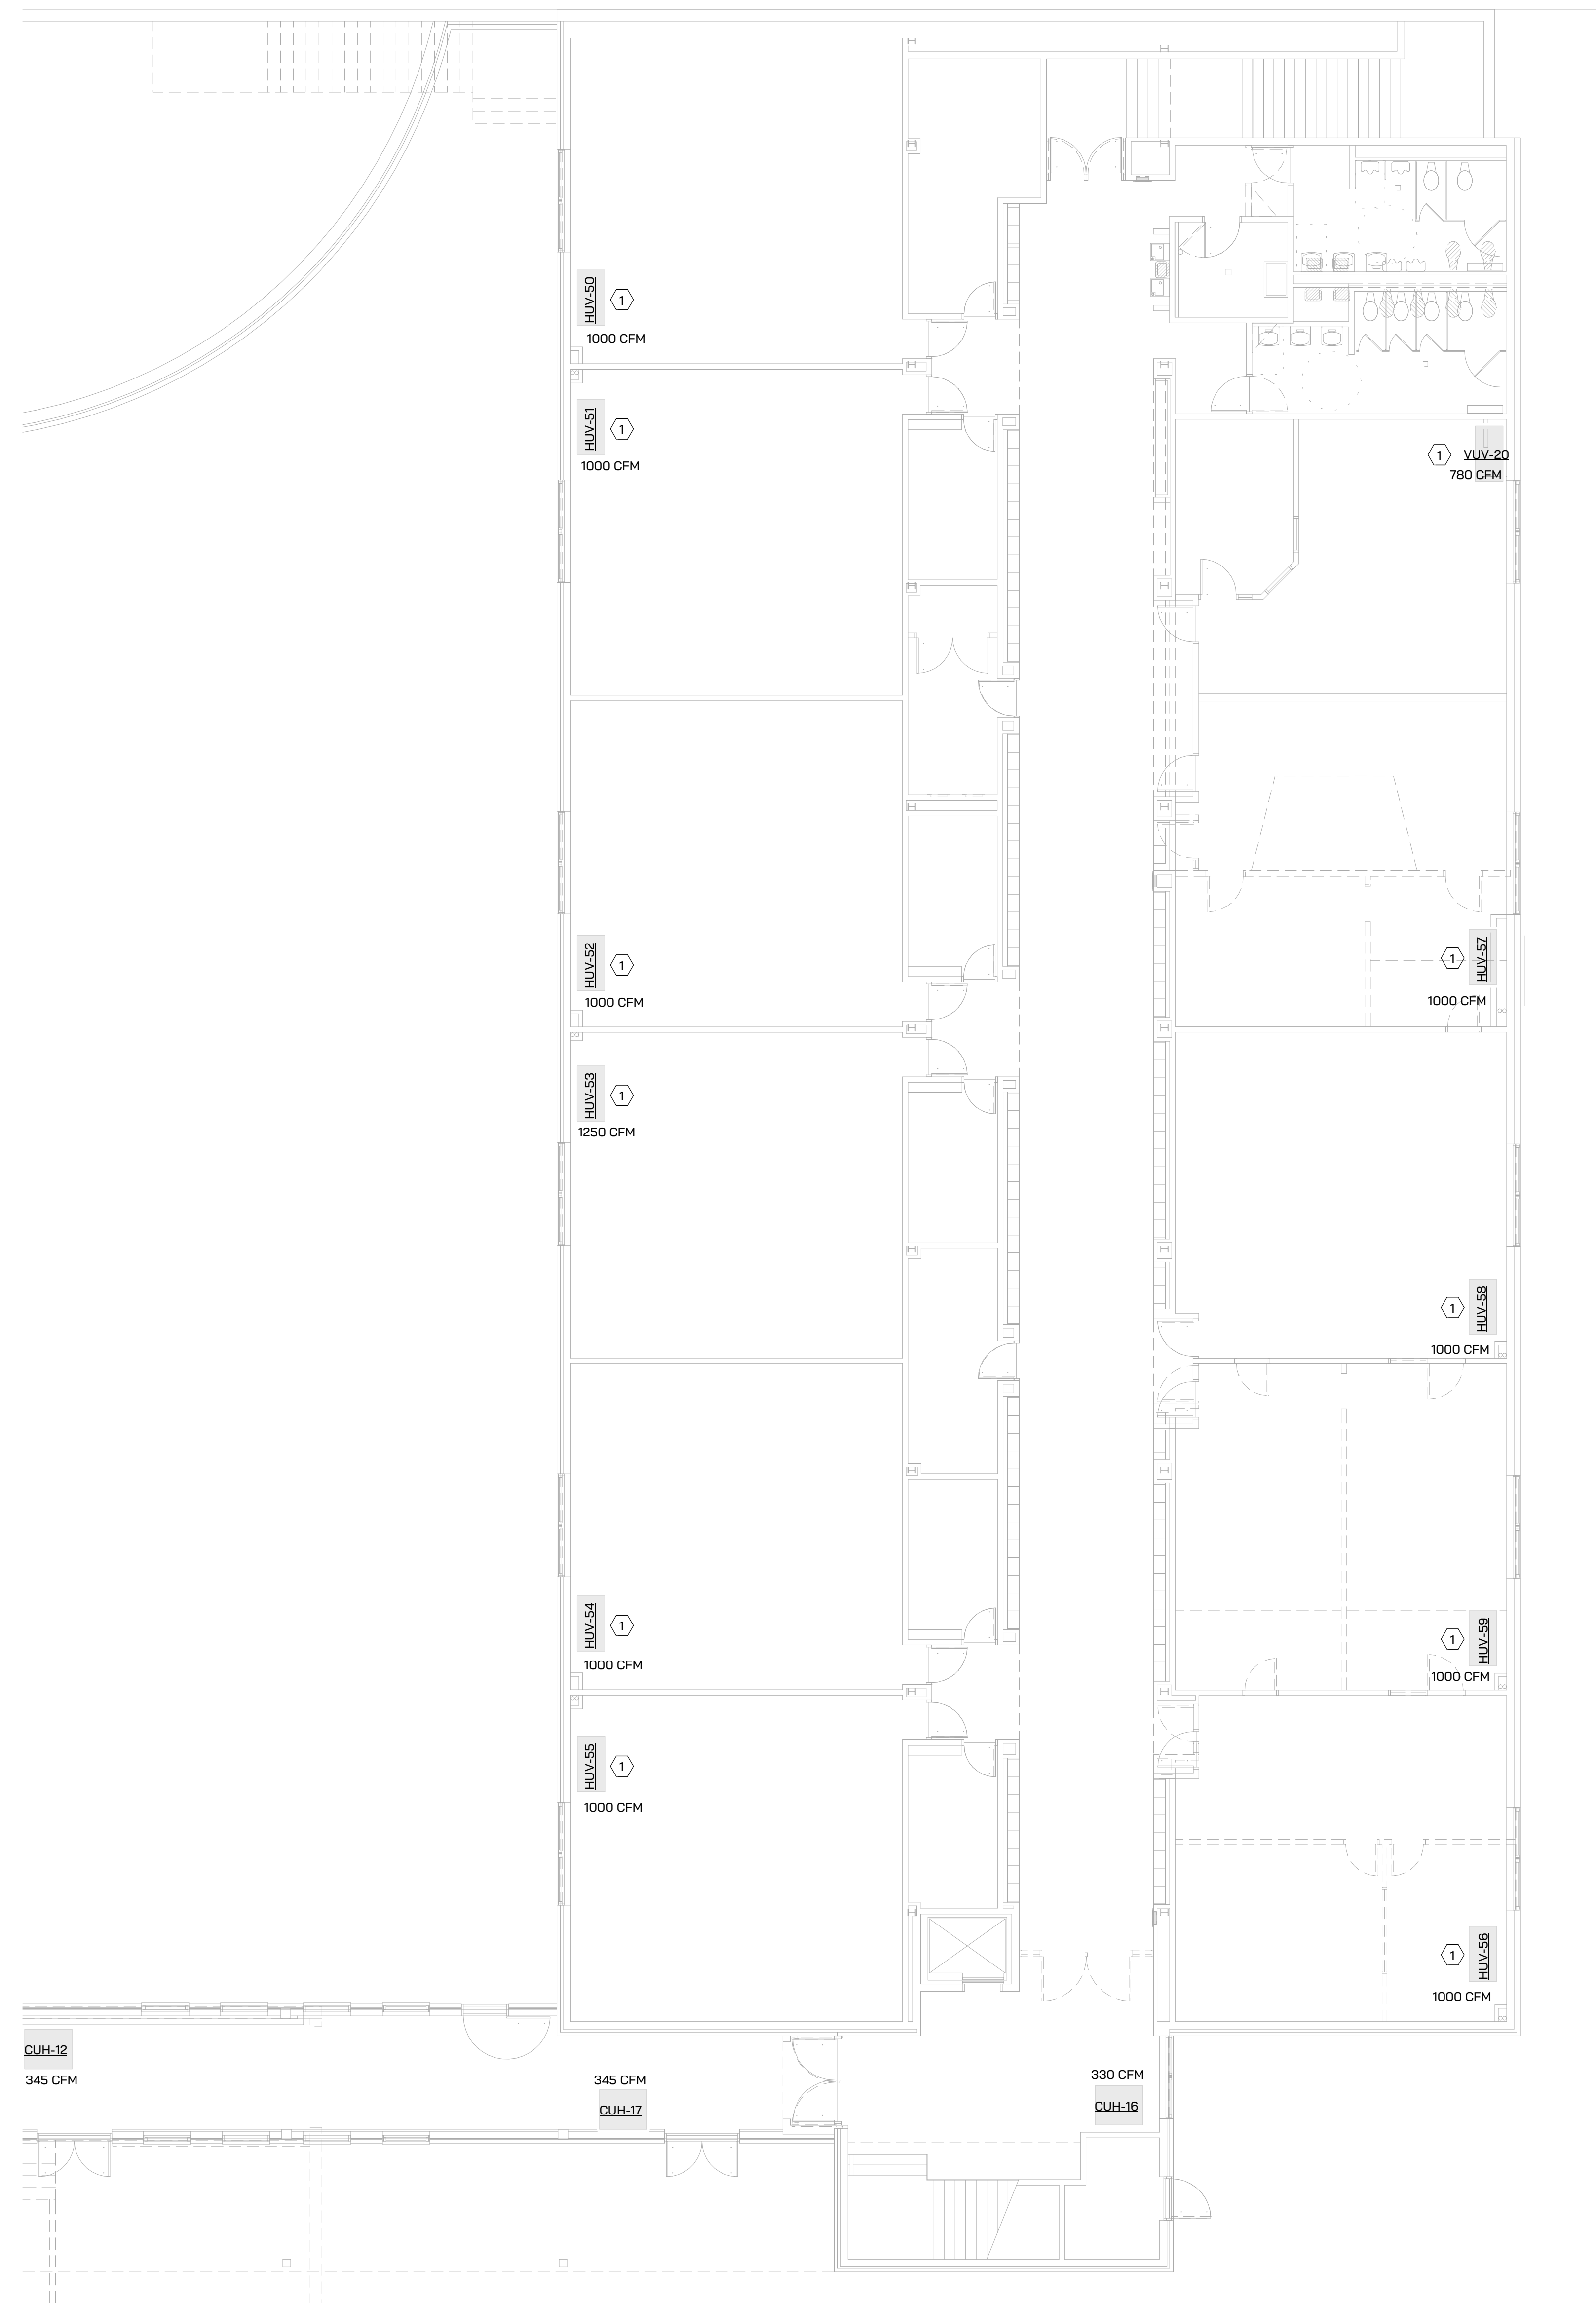 HUV-50
1
1000 CFM
HUV-51
1
1000 CFM
1
VUV-20
780 CFM
HUV-52
1
1000 CFM
1
HUV-57
1000 CFM
HUV-53
1
1250 CFM
1
HUV-58
1000 CFM
HUV-54
1
1000 CFM
1
HUV-59
1000 CFM
HUV-55
1
1000 CFM
1
HUV-56
1000 CFM
CUH-12
345 CFM
345 CFM
CUH-17
330 CFM
CUH-16